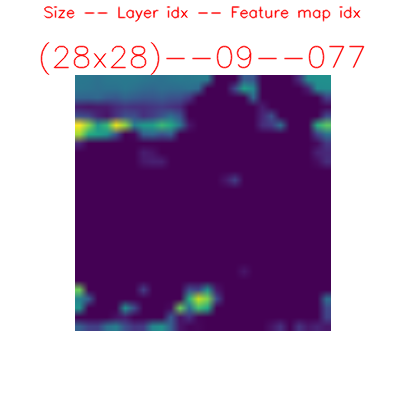 Size -- Layer idx -- Feature map idx
(28x28)--09--077